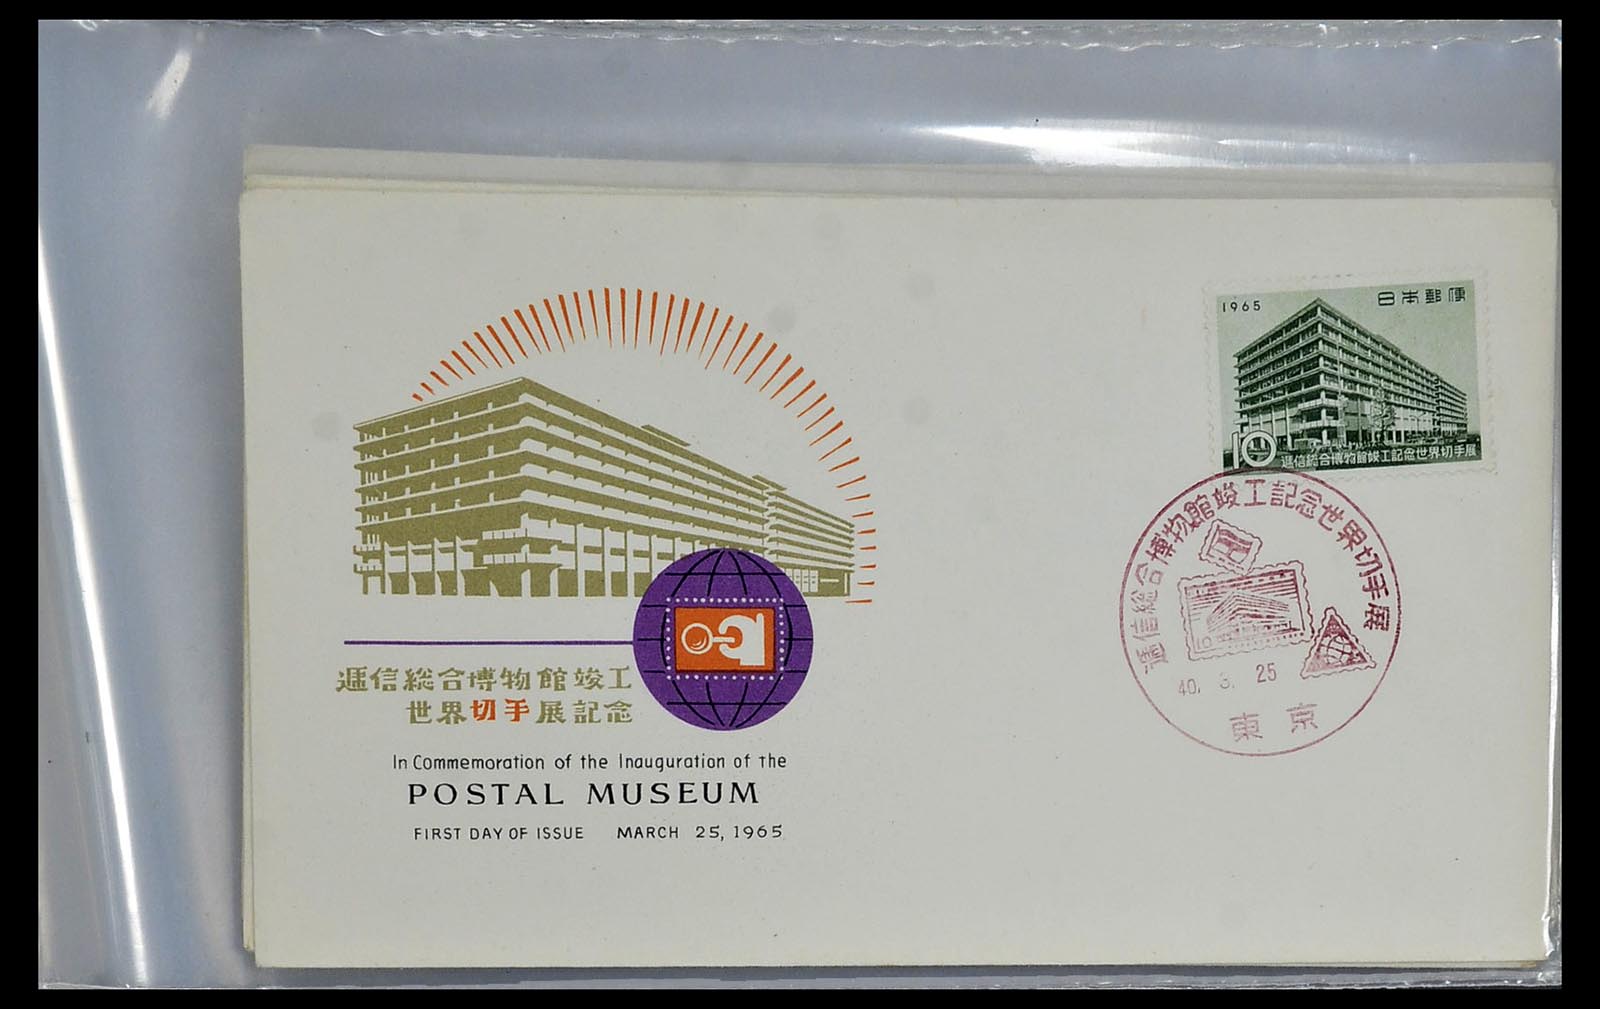 1965 日本郵便
10 逓信総合博物館竣工記念世界切手展
逓信総合博物館竣工記念世界切手展
40. 3. 25
東京
逓信総合博物館竣工
世界切手展記念
In Commemoration of the Inauguration of the
POSTAL MUSEUM
FIRST DAY OF ISSUE MARCH 25, 1965